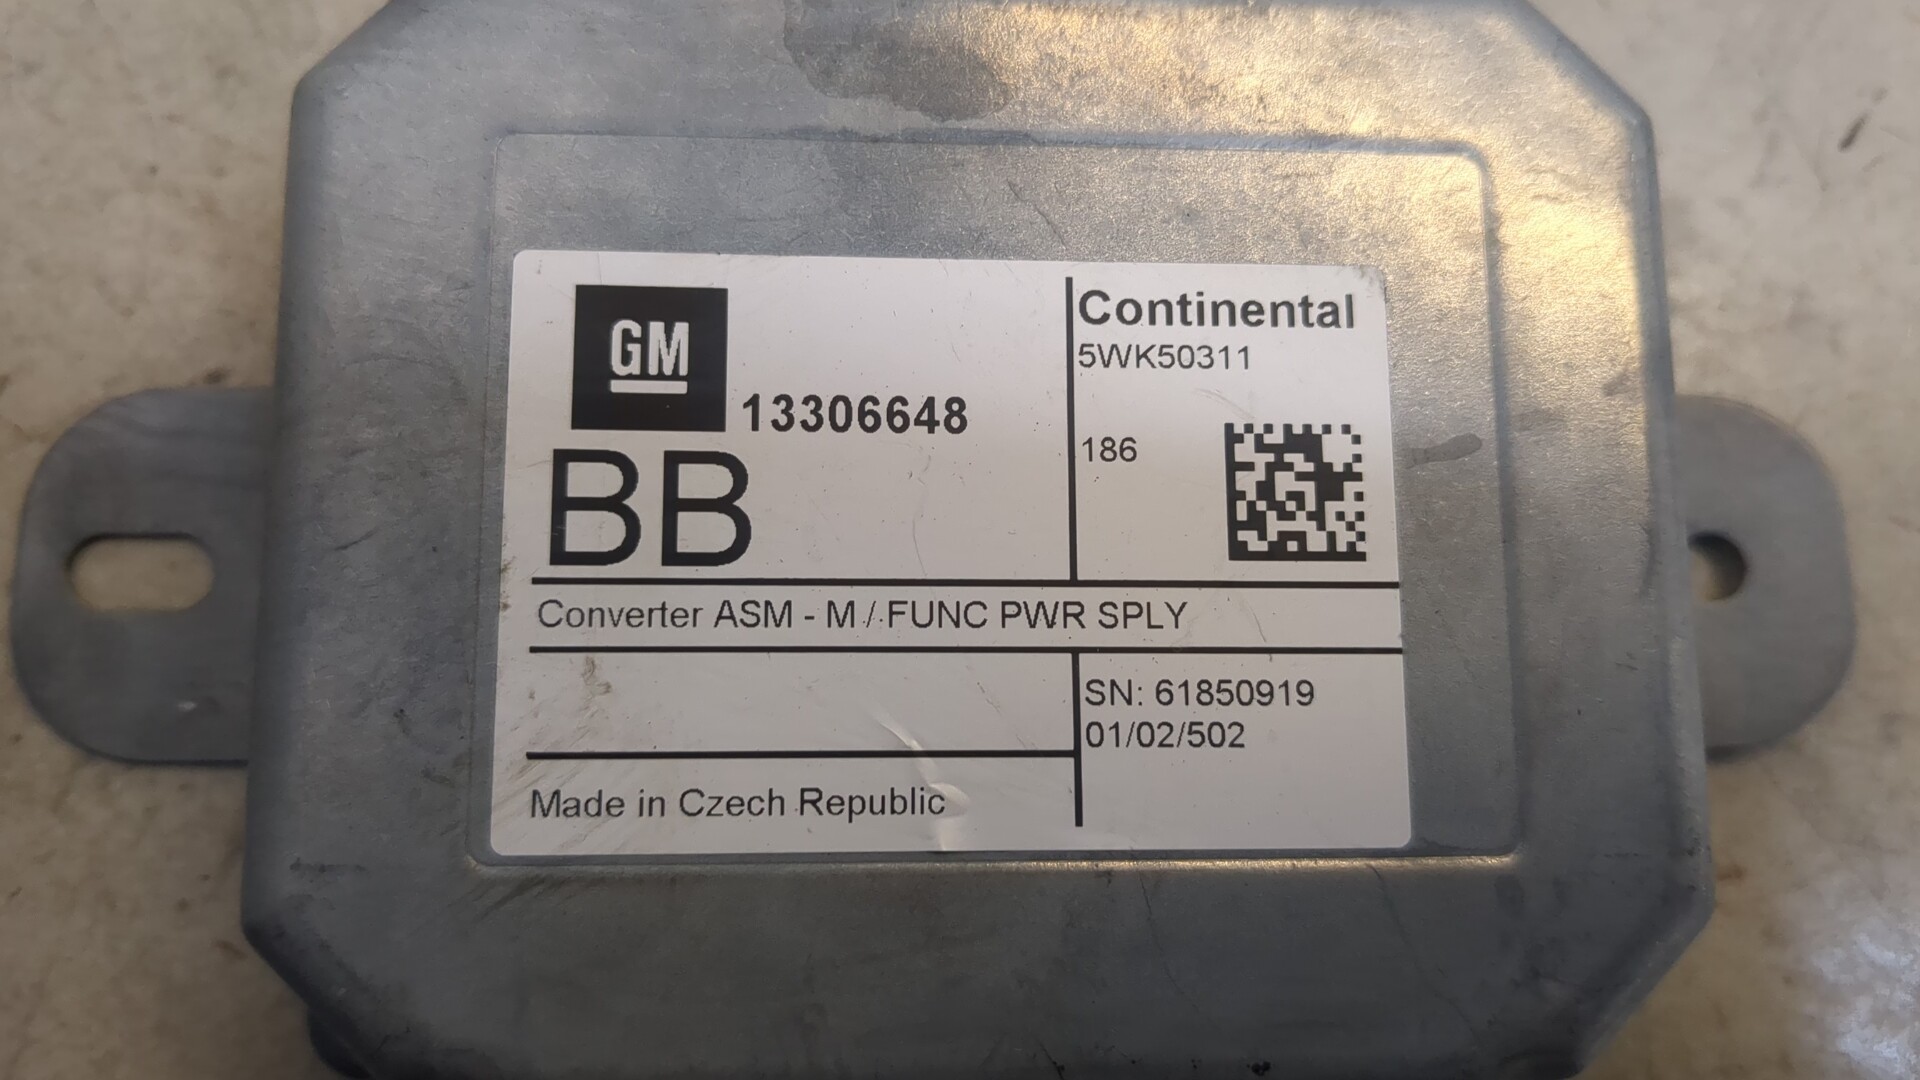 GM
13306648
BB
Continental
5WK50311
186
Converter ASM - M / FUNC PWR SPLY
SN: 61850919
01/02/502
Made in Czech Republic